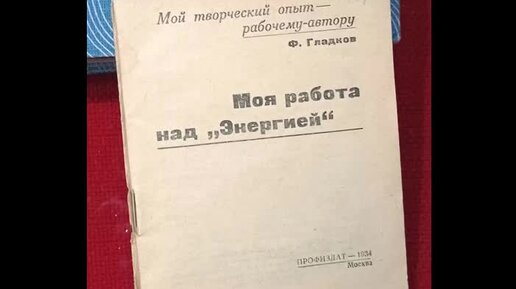 Мой творческий опыт—
рабочему-автору
Ф. Гладков
Моя работа
над „Энергией“
ПРОФИЗДАТ — 1934
Москва